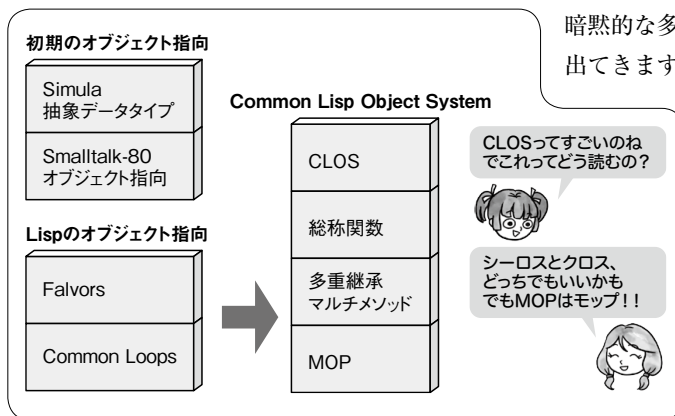 暗黙的な多
出てきます
初期のオブジェクト指向
Simula
抽象データタイプ
Smalltalk-80
オブジェクト指向
Lispのオブジェクト指向
Falvors
Common Loops
Common Lisp Object System
CLOS
総称関数
多重継承
マルチメソッド
MOP
CLOSってすごいのね
でこれってどう読むの？
シーロスとクロス、
どっちでもいいかも
でもMOPはモップ！！